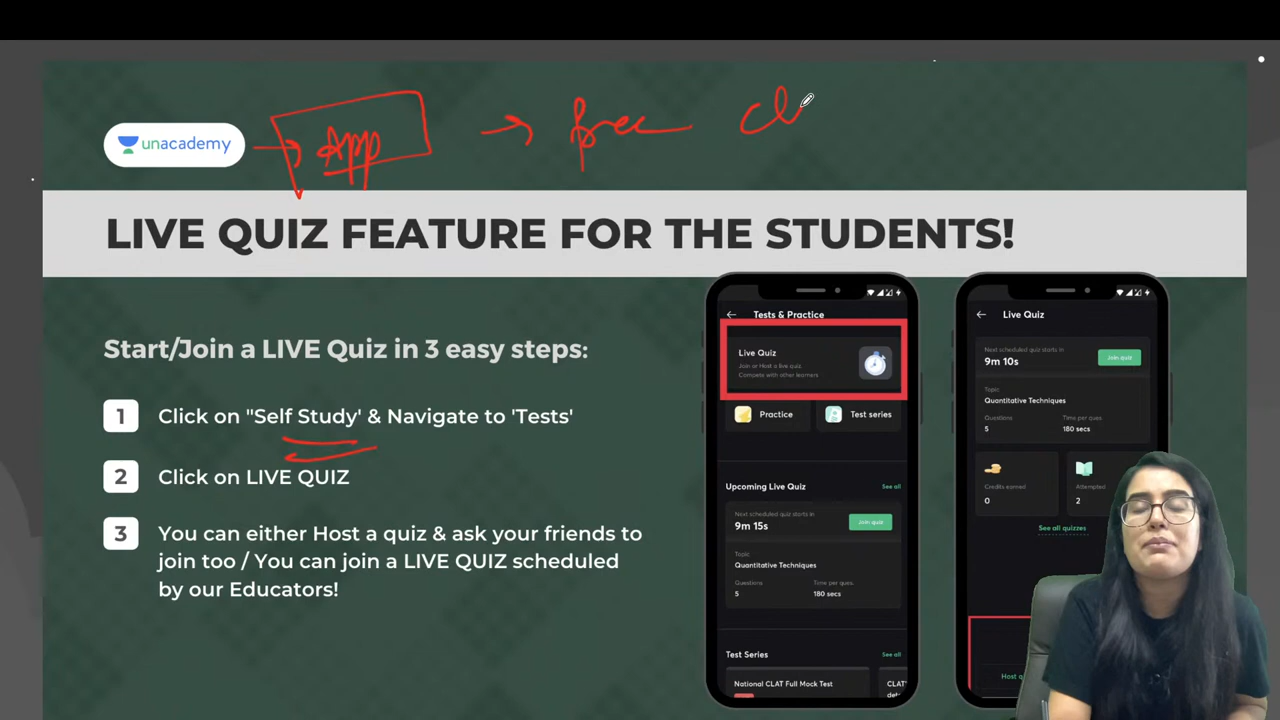 unacademy
App
free
LIVE QUIZ FEATURE FOR THE STUDENTS!
Start/Join a LIVE Quiz in 3 easy steps:
1 Click on "Self Study' & Navigate to 'Tests'
2 Click on LIVE QUIZ
3 You can either Host a quiz & ask your friends to
join too / You can join a LIVE QUIZ scheduled
by our Educators!
Tests & Practice
Live Quiz
Join or Host a live quiz
Compete with other learners
Practice
Test series
Upcoming Live Quiz
See all
Next scheduled quiz starts in
9m 15s
Join quiz
Topic
Quantitative Techniques
Questions
Time per ques.
5
180 secs
Test Series
See all
National CLAT Full Mock Test
CLAT'
Live Quiz
Next scheduled quiz starts in
9m 10s
Join quiz
Topic
Quantitative Techniques
Questions
Time per ques.
5
180 secs
Credits earned
0
Attempted
2
See all quizzes
Host q